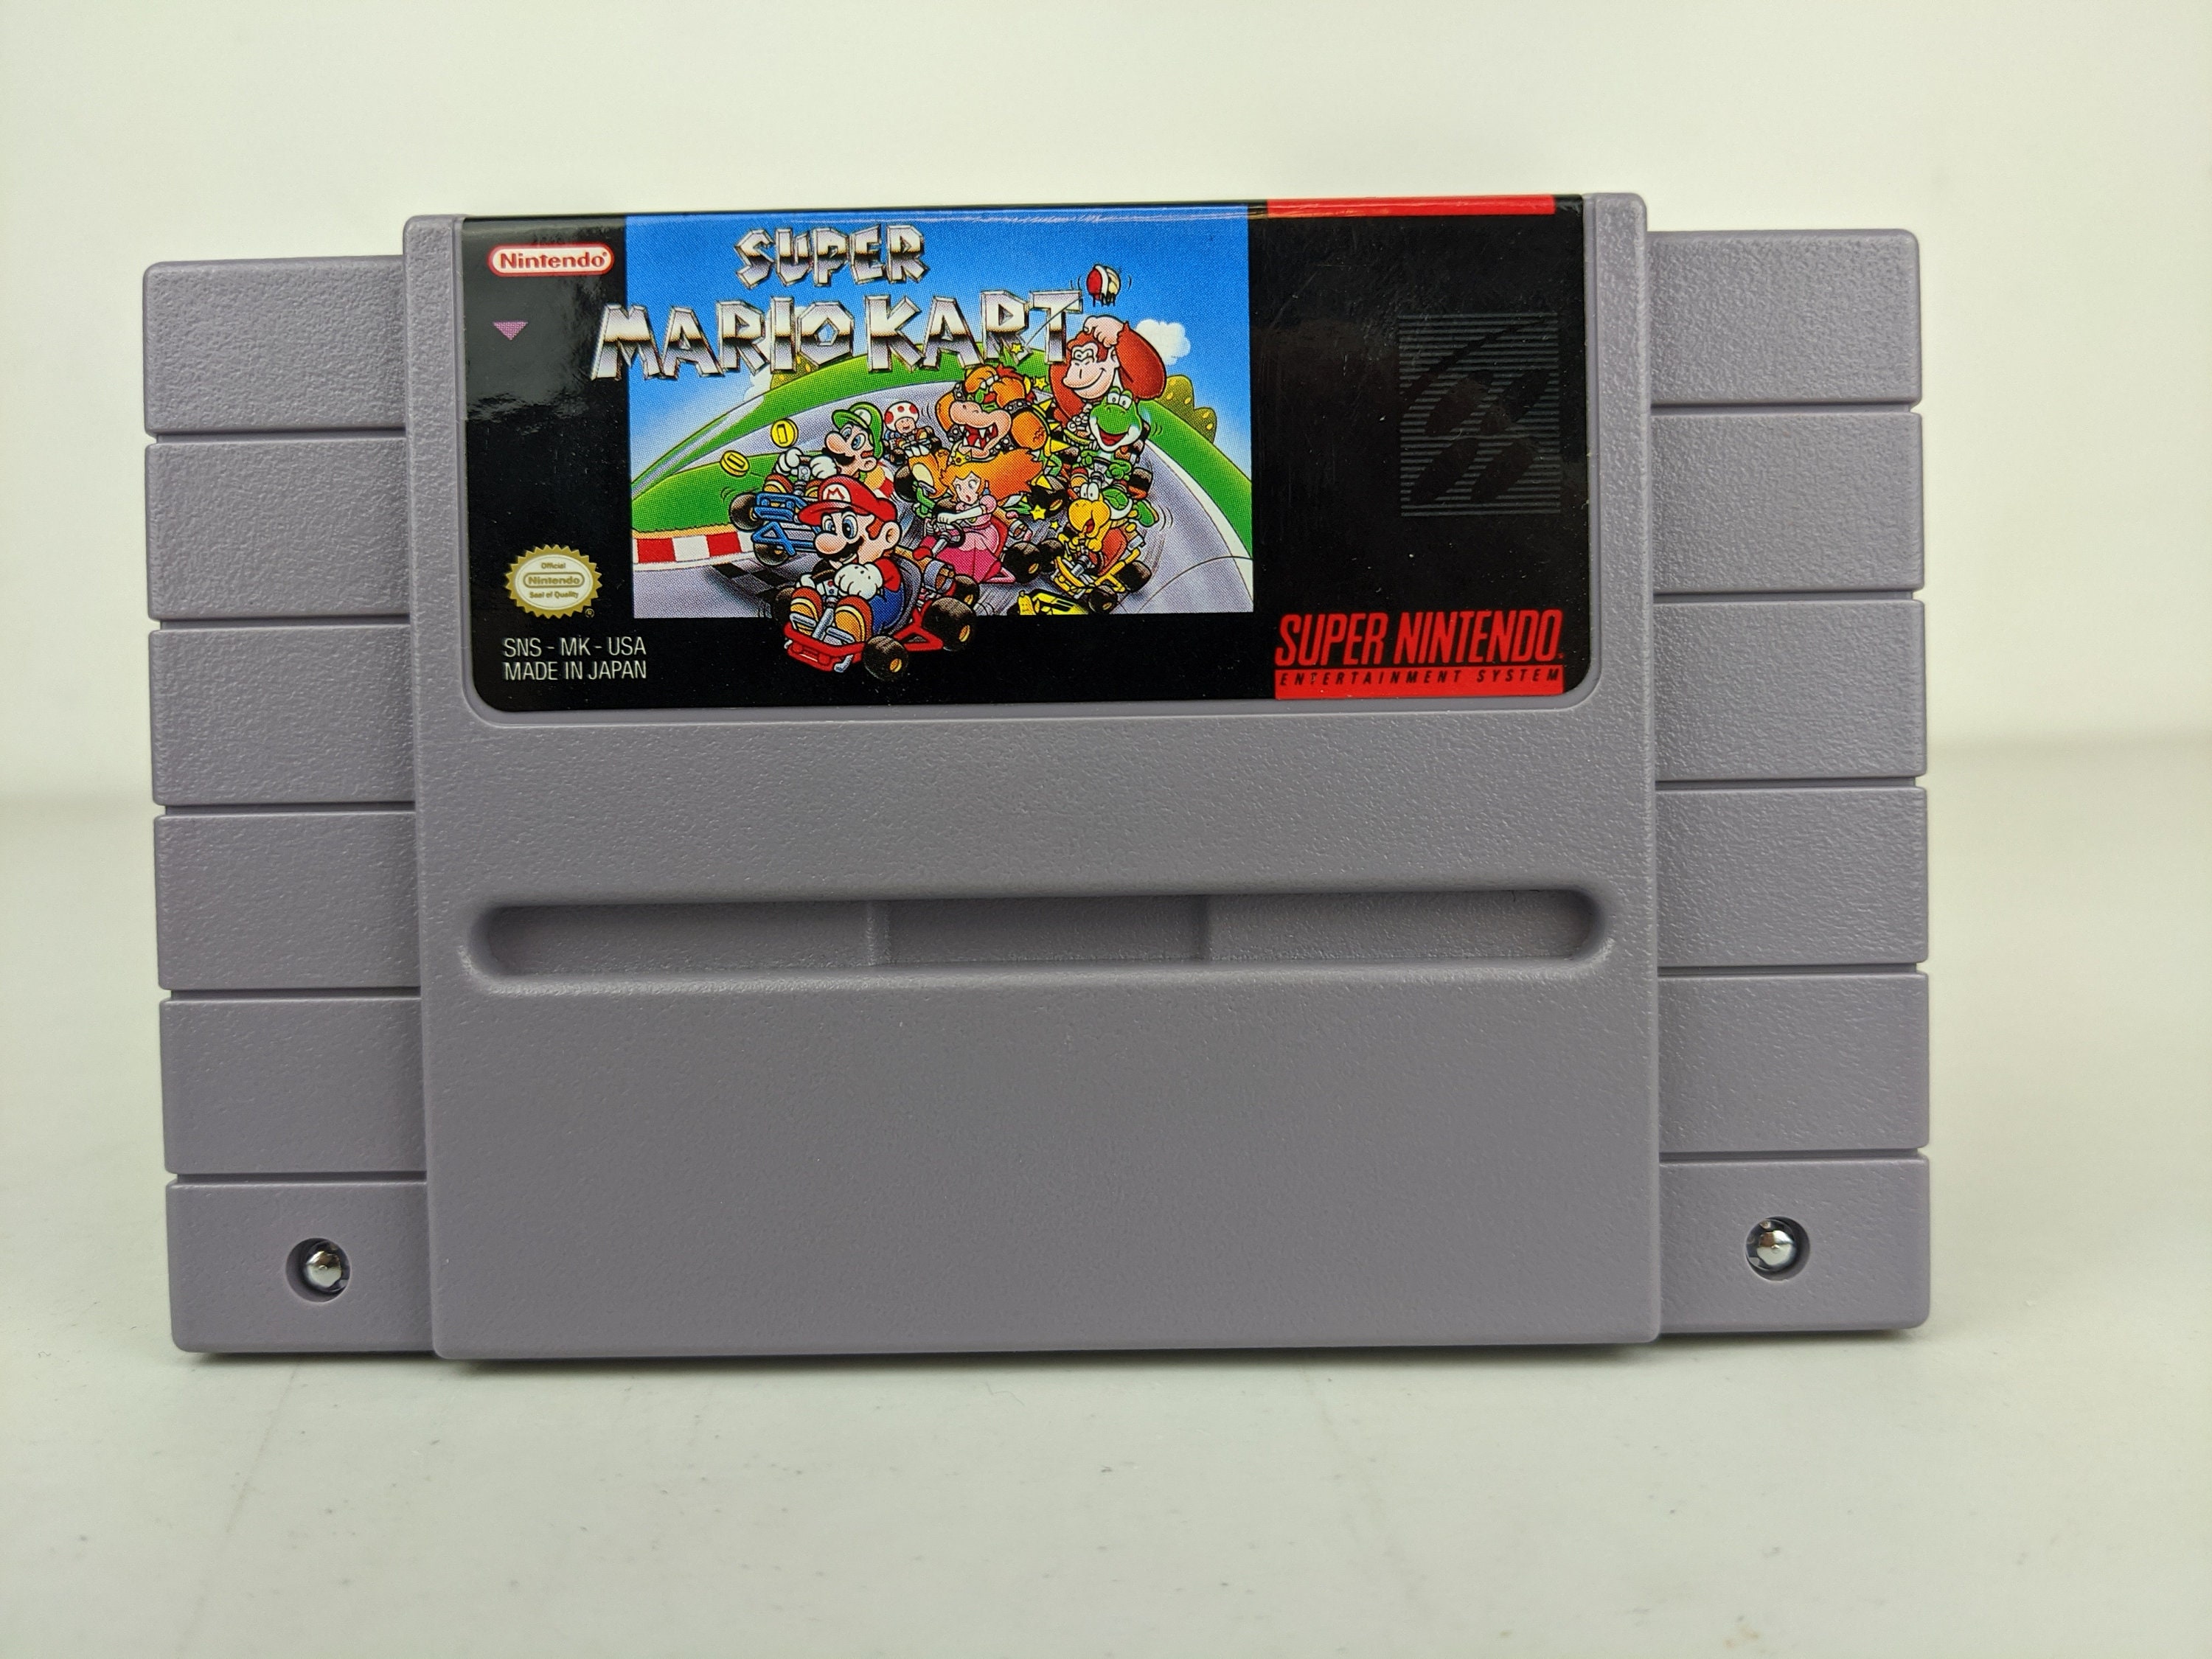 Nintendo®
SUPER
MARIO KART
M
Official
Nintendo
Seal of Quality
®
SNS - MK - USA
MADE IN JAPAN
SUPER NINTENDO®
ENTERTAINMENT SYSTEM